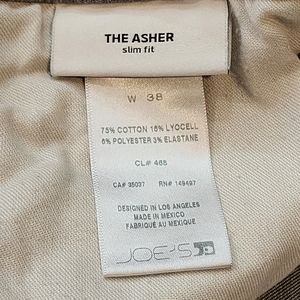 THE ASHER
slim fit
W 38
75% COTTON 16% LYOCELL
6% POLYESTER 3% ELASTANE
CL# 468
CA# 35037 RN# 149497
DESIGNED IN LOS ANGELES
MADE IN MEXICO
FABRIQUÉ AU MEXIQUE
JOE'S